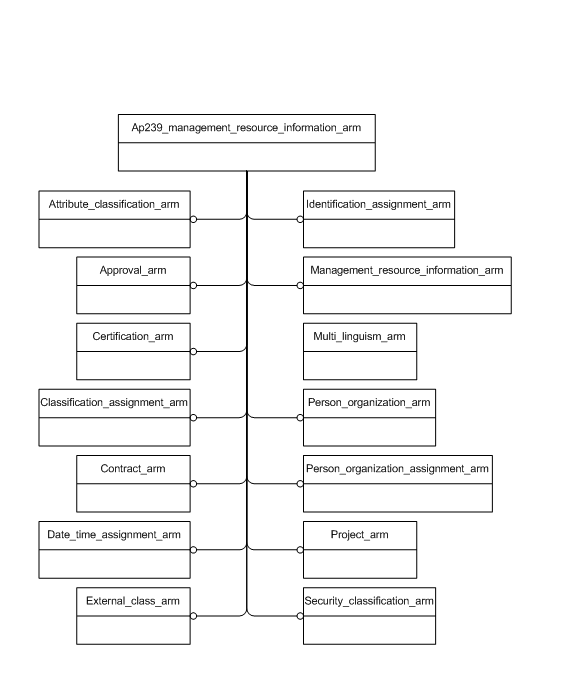 Ap239_management_resource_information_arm
Attribute_classification_arm
Identification_assignment_arm
Approval_arm
Management_resource_information_arm
Certification_arm
Multi_linguism_arm
Classification_assignment_arm
Person_organization_arm
Contract_arm
Person_organization_assignment_arm
Date_time_assignment_arm
Project_arm
External_class_arm
Security_classification_arm